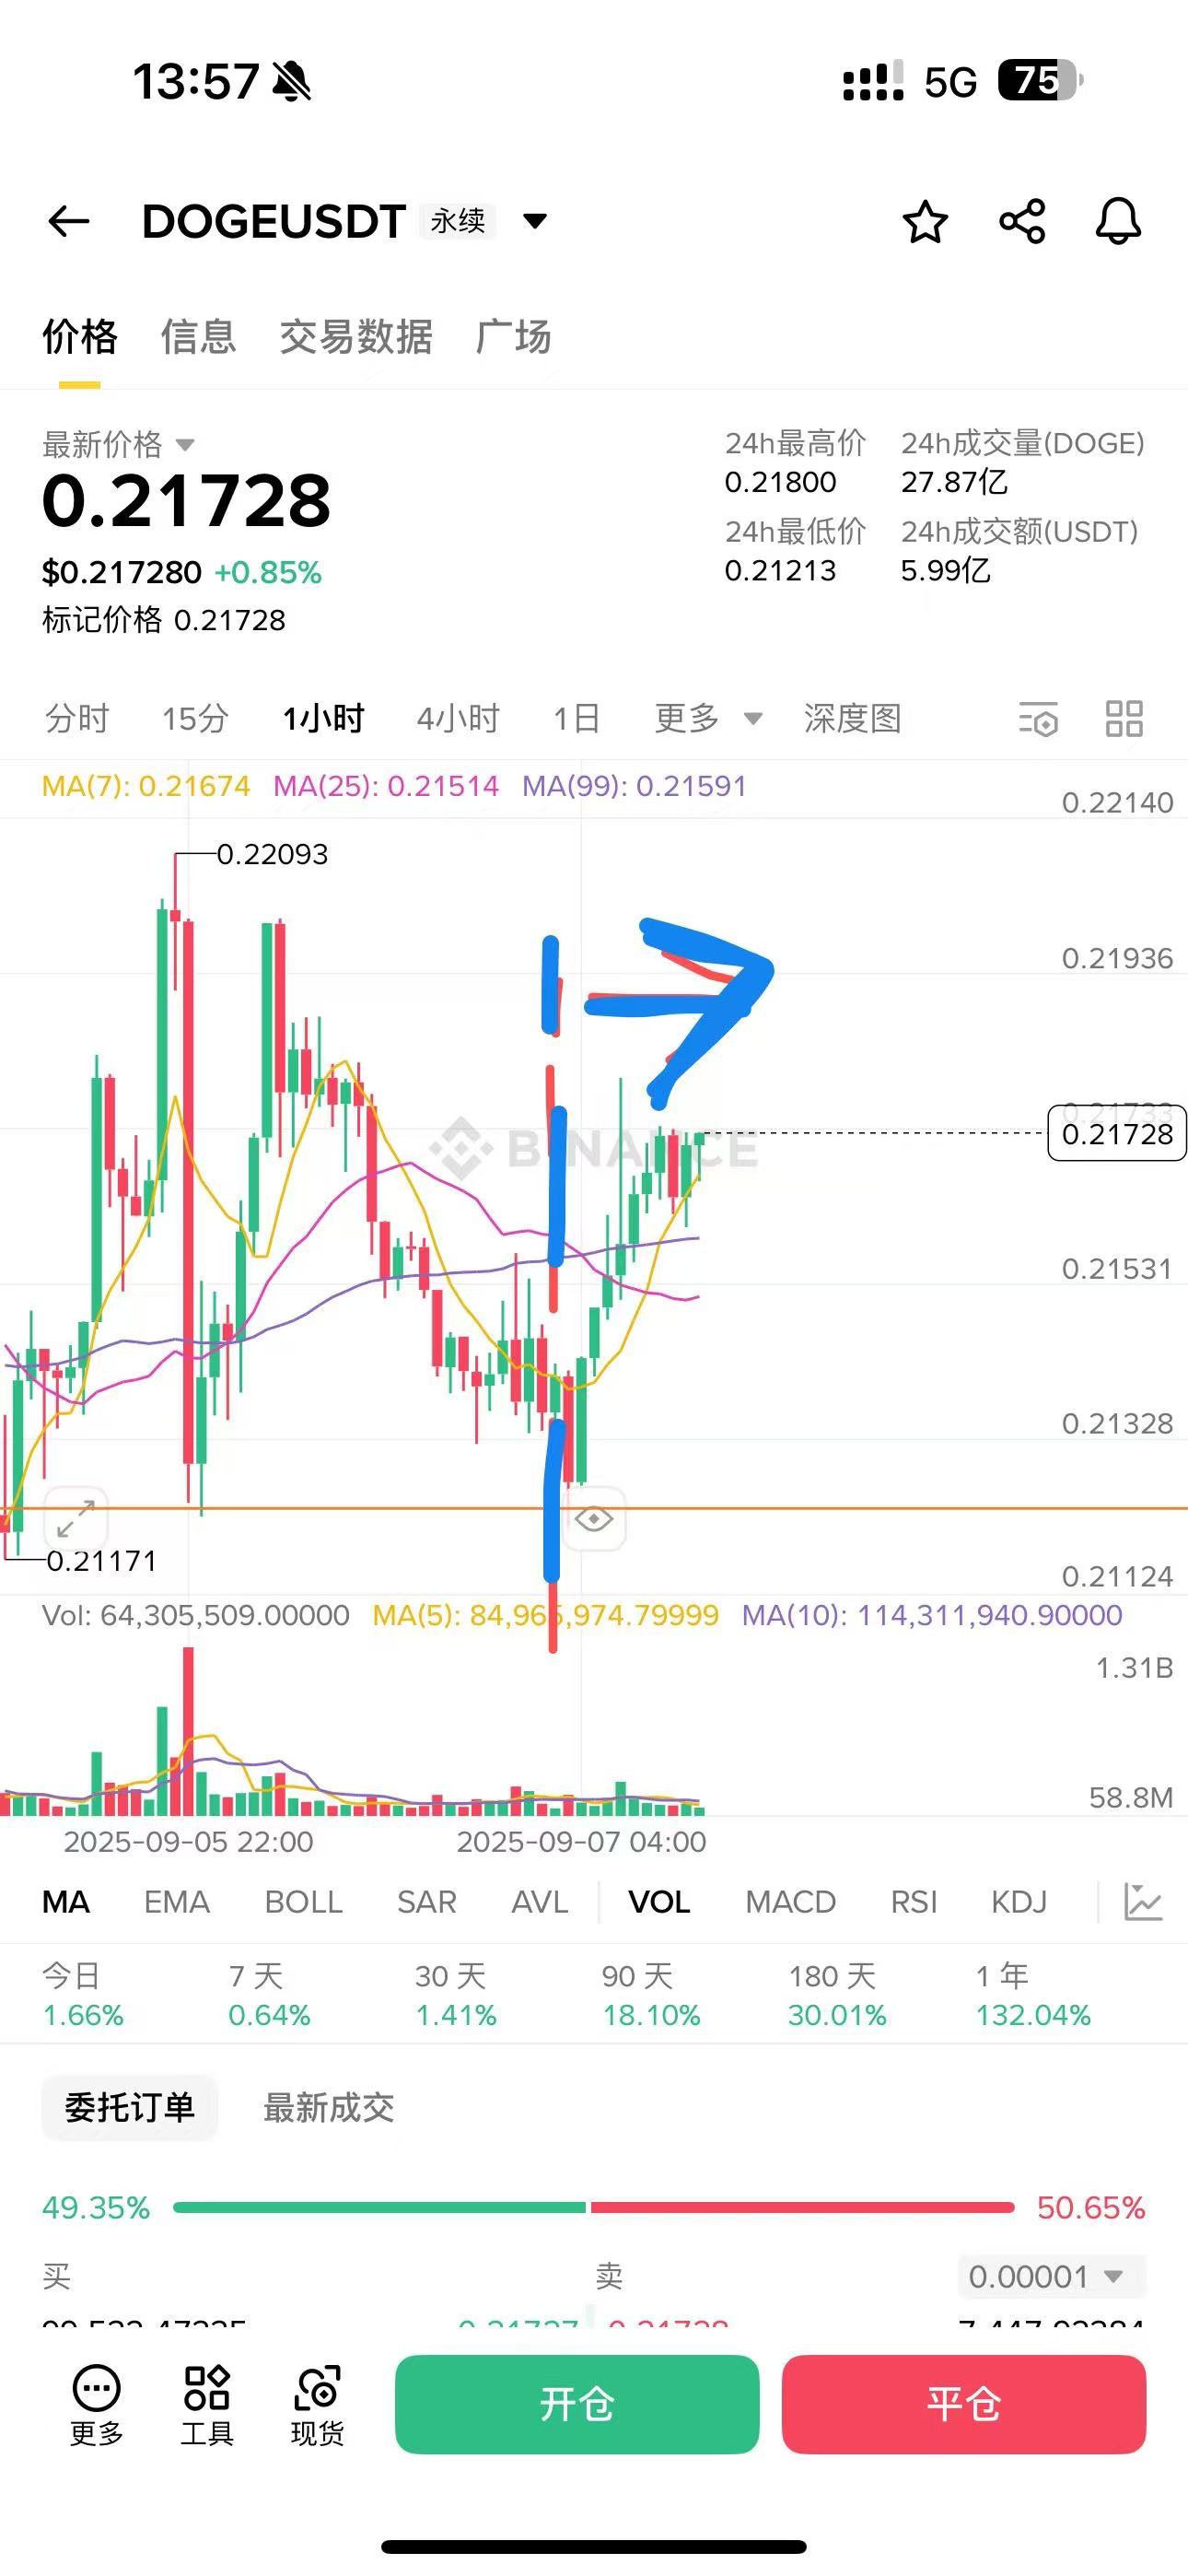 13:57 5G 75
DOGEUSDT 永续
价格 信息 交易数据 广场
最新价格 24h最高价 24h成交量(DOGE)
0.21728 0.21800 27.87亿
24h最低价 24h成交额(USDT)
$0.217280 +0.85% 0.21213 5.99亿
标记价格 0.21728
分时 15分 1小时 4小时 1日 更多 深度图
MA(7): 0.21674 MA(25): 0.21514 MA(99): 0.21591
0.22140
0.22093
0.21936
0.21733
0.21728
BINANCE
0.21531
0.21328
0.21171
0.21124
Vol: 64,305,509.00000 MA(5): 84,965,974.79999 MA(10): 114,311,940.90000
1.31B
58.8M
2025-09-05 22:00 2025-09-07 04:00
MA EMA BOLL SAR AVL VOL MACD RSI KDJ
今日 7 天 30 天 90 天 180 天 1 年
1.66% 0.64% 1.41% 18.10% 30.01% 132.04%
委托订单 最新成交
49.35% 50.65%
买 卖 0.00001
更多 工具 现货 开仓 平仓